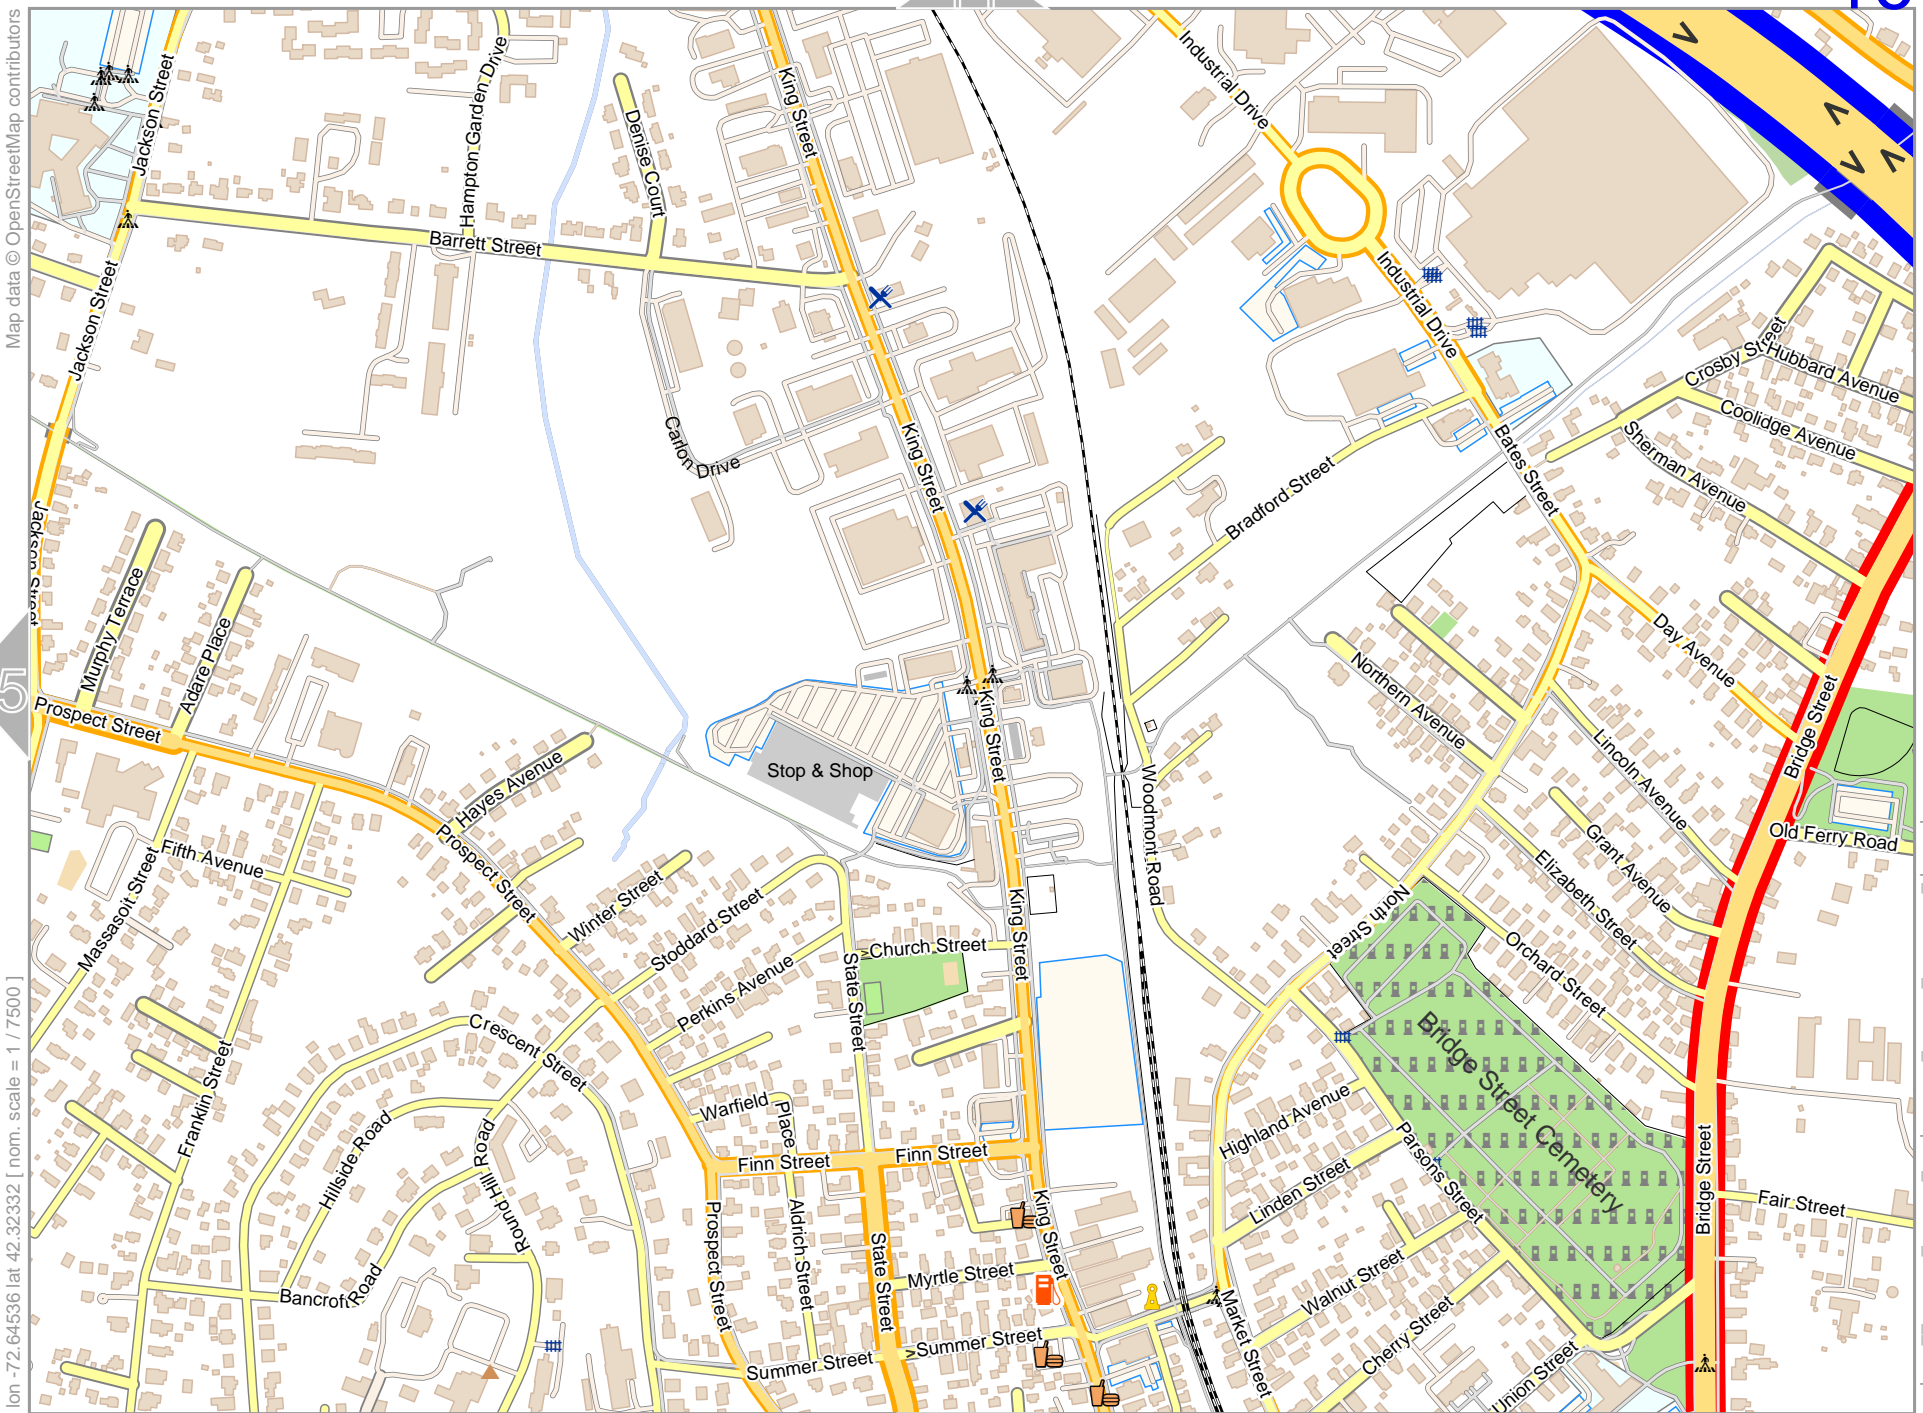 Map data © OpenStreetMap contributors
lon -72.64536 lat 42.32332 [ nom. scale = 1 / 7500 ]
5
Jackson Street
Hampton Garden Drive
Denise Court
King Street
Industrial Drive
Barrett Street
Jackson Street
Industrial Drive
Crosby Street
Hubbard Avenue
Coolidge Avenue
Sherman Avenue
Carlon Drive
King Street
Bates Street
Bradford Street
Jackson Street
Murphy Terrace
Adare Place
Prospect Street
Day Avenue
Northern Avenue
Bridge Street
Lincoln Avenue
King Street
Stop & Shop
Hayes Avenue
Woodmont Road
Old Ferry Road
Grant Avenue
Elizabeth Street
Fifth Avenue
Massasoit Street
Prospect Street
Winter Street
Stoddard Street
Church Street
King Street
North Street
Orchard Street
Perkins Avenue
State Street
Crescent Street
Bridge Street Cemetery
Franklin Street
Hillside Road
Round Hill Road
Warfield Place
Finn Street
Finn Street
Highland Avenue
Linden Street
Parsons Street
Bridge Street
Fair Street
Prospect Street
Aldrich Street
State Street
King Street
Myrtle Street
Bancroft Road
Walnut Street
Market Street
Summer Street
Summer Street
Cherry Street
Union Street